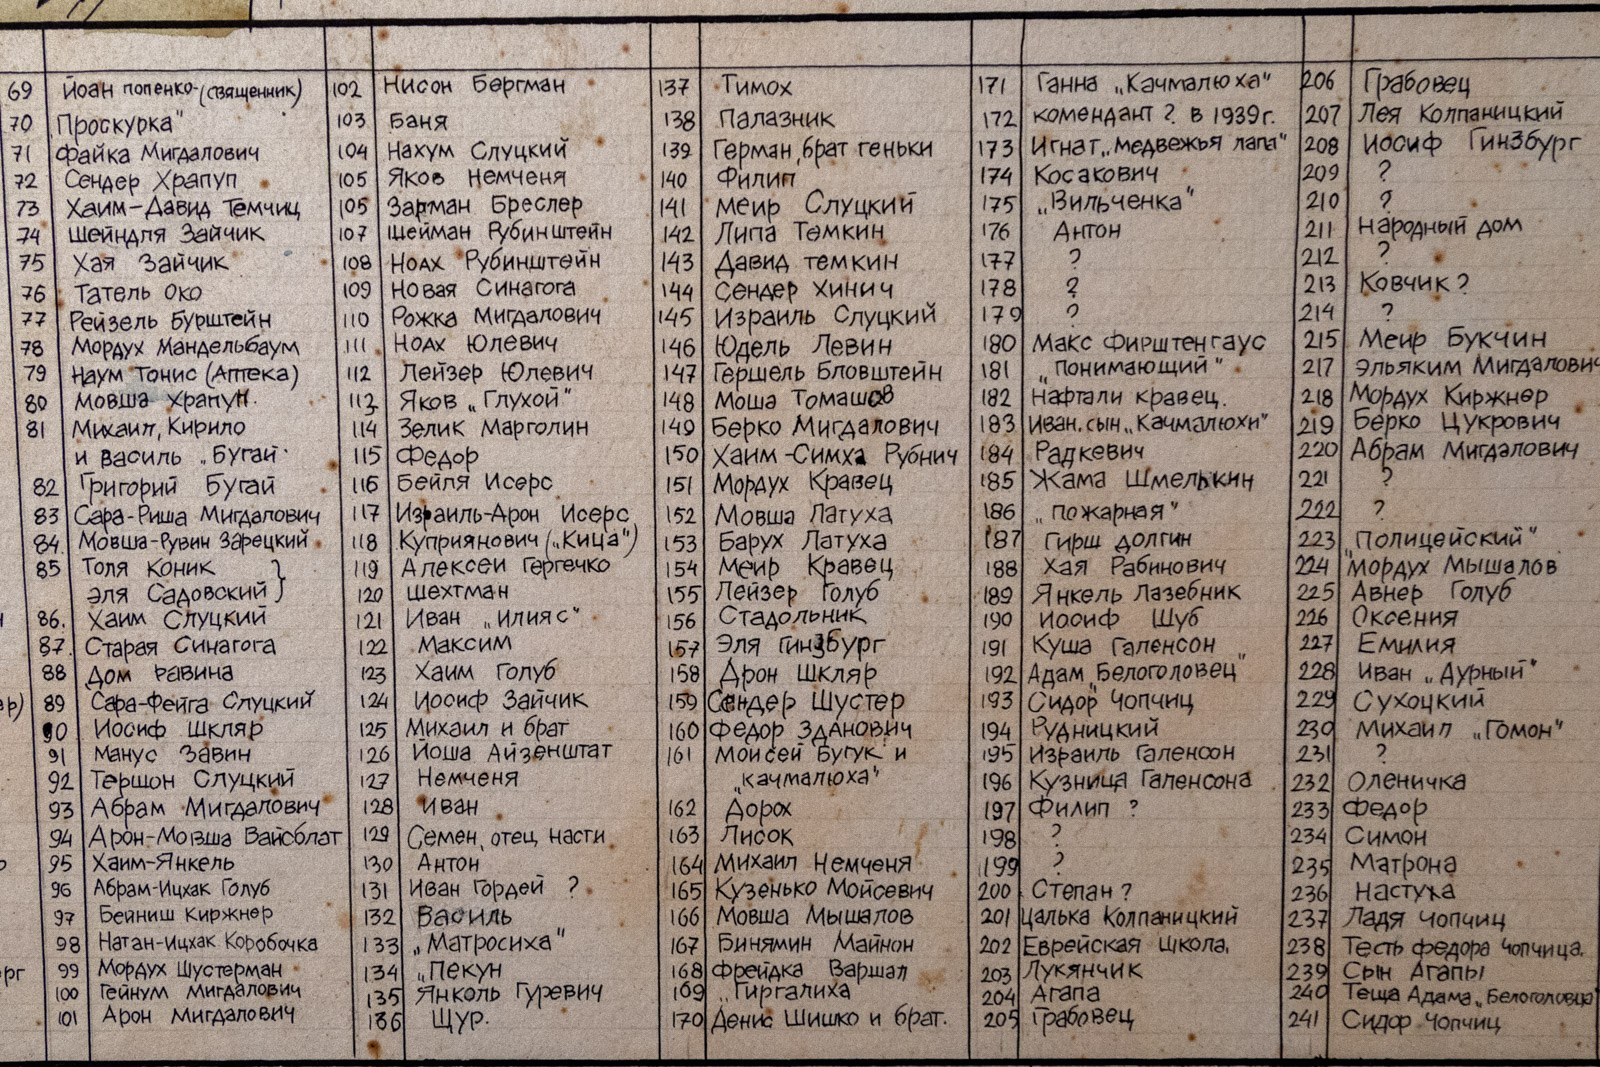 69 Йоан попенко-(священник)
70 „Проскурка"
71 Файка Мигдалович
72 Сендер Храпуп
73 Хаим-Давид Темчиц
74 Шейндля Зайчик
75 Хая Зайчик
76 Татель Око
77 Рейзель Бурштейн
78 Мордух Мандельбаум
79 Наум Тонис (Аптека)
80 Мовша Храпун.
81 Михаил, Кирило
и Василь „Бугай"
82 Григорий Бугай
83 Сара-Риша Мигдалович
84. Мовша-Рувин Зарецкий
85 Толя Коник }
эля Садовский
86. Хаим Слуцкий
87. Старая Синагога
88 Дом равина
89 Сара-Фейга Слуцкий
90 Иосиф Шкляр
91 Манус Завин
92 Тершон Слуцкий
93 Абрам Мигдалович
94 Арон-Мовша Вайсблат
95 Хаим-Янкель
96 Абрам-Ицхак Голуб
97 Бейниш Киржнер
98 Натан-Ицхак Коробочка
99 Мордух Шустерман
100 Гейнум Мигдалович
101 Арон Мигдалович
102 Нисон Бергман
103 Баня
104 Нахум Слуцкий
105 Яков Немченя
105 Зарман Бреслер
107 Шейман Рубинштейн
108 Ноах Рубинштейн
109 Новая Синагога
110 Рожка Мигдалович
111 Ноах Юлевич
112 Лейзер Юлевич
113 Яков „Глухой"
114 Зелик Марголин
115 Федор
116 Бейля Исерс
117 Израиль-Арон Исерс
118 Куприянович („Кица")
119 Алексей Гергечко
120 Шехтман
121 Иван „илияс"
122 Максим
123 Хаим Голуб
124 Иосиф Зайчик
125 Михаил и брат
126 Йоша Айзенштат
127 Немченя
128 Иван
129 Семен, отец насти
130 Антон
131 Иван Гордей ?
132 Василь
133 „Матросиха"
134 „Пекун
135 Янколь Гуревич
136 Щур.
137 Тимох
138 Палазник
139 Герман, брат геньки
140 Филип
141 Меир Слуцкий
142 Липа Темкин
143 Давид темкин
144 Сендер хинич
145 Израиль Слуцкий
146 Юдель Левин
147 Гершель Бловштейн
148 Моша Томашов
149 Берко Мигдалович
150 Хаим-Симха Рубнич
151 Мордух Кравец
152 Мовша Латуха
153 Барух Латуха
154 Меир Кравец
155 Лейзер Голуб
156 Стадольник
157 Эля Гинзбург
158 Дрон Шкляр
159 Сендер Шустер
160 Федор Зданович
161 Моисей Бугук и
„качмалюха"
162 Дорох
163 Лисок
164 Михаил Немченя
165 Кузенько Мойсевич
166 Мовша Мышалов
167 Бинямин Майнон
168 Фрейдка Варшал
169 „Гиргалиха
170 Денис Шишко и брат.
171 Ганна „Качмалюха"
172 комендант ? в 1939г.
173 Игнат „медвежья лапа"
174 Косакович
175 „Вильченка"
176 Антон
177 ?
178 ?
179 ?
180 Макс Фирштенгаус
181 „понимающий"
182 Нафтали кравец.
183 Иван. сын „Качмалюхи"
184 Радкевич
185 Жама Шмелькин
186 „пожарная"
187 Гирш Долгин
188 Хая Рабинович
189 Янкель Лазебник
190 Иосиф Шуб
191 Куша Галенсон
192 Адам „Белоголовец"
193 Сидор Чопчиц
194 Рудницкий
195 Израиль Галенсон
196 Кузница Галенсона
197 Филип ?
198 ?
199 ?
200 Степан ?
201 Цалька Колпаницкий
202 Еврейская школа.
203 Лукянчик
204 Агапа
205 Грабовец
206 Грабовец
207 Лея Колпаницкий
208 Иосиф Гинзбург
209 ?
210 ?
211 Народный дом
212 ?
213 Ковчик ?
214 ?
215 Меир Букчин
217 Эльяким Мигдалович
218 Мордух Киржнер
219 Берко Цукрович
220 Абрам Мигдалович
221 ?
222 ?
223 „Полицейский"
224 Мордух Мышалов
225 Авнер Голуб
226 Оксения
227 Емилия
228 Иван „Дурный"
229 Сухоцкий
230 Михаил „Гомон"
231 ?
232 Оленичка
233 Федор
234 Симон
235 Матрона
236 Настуха
237 Ладя Чопчиц
238 Тесть федора Чопчица.
239 Сын Агапы
240 Теща Адама „Белоголовца"
241 Сидор Чопчиц